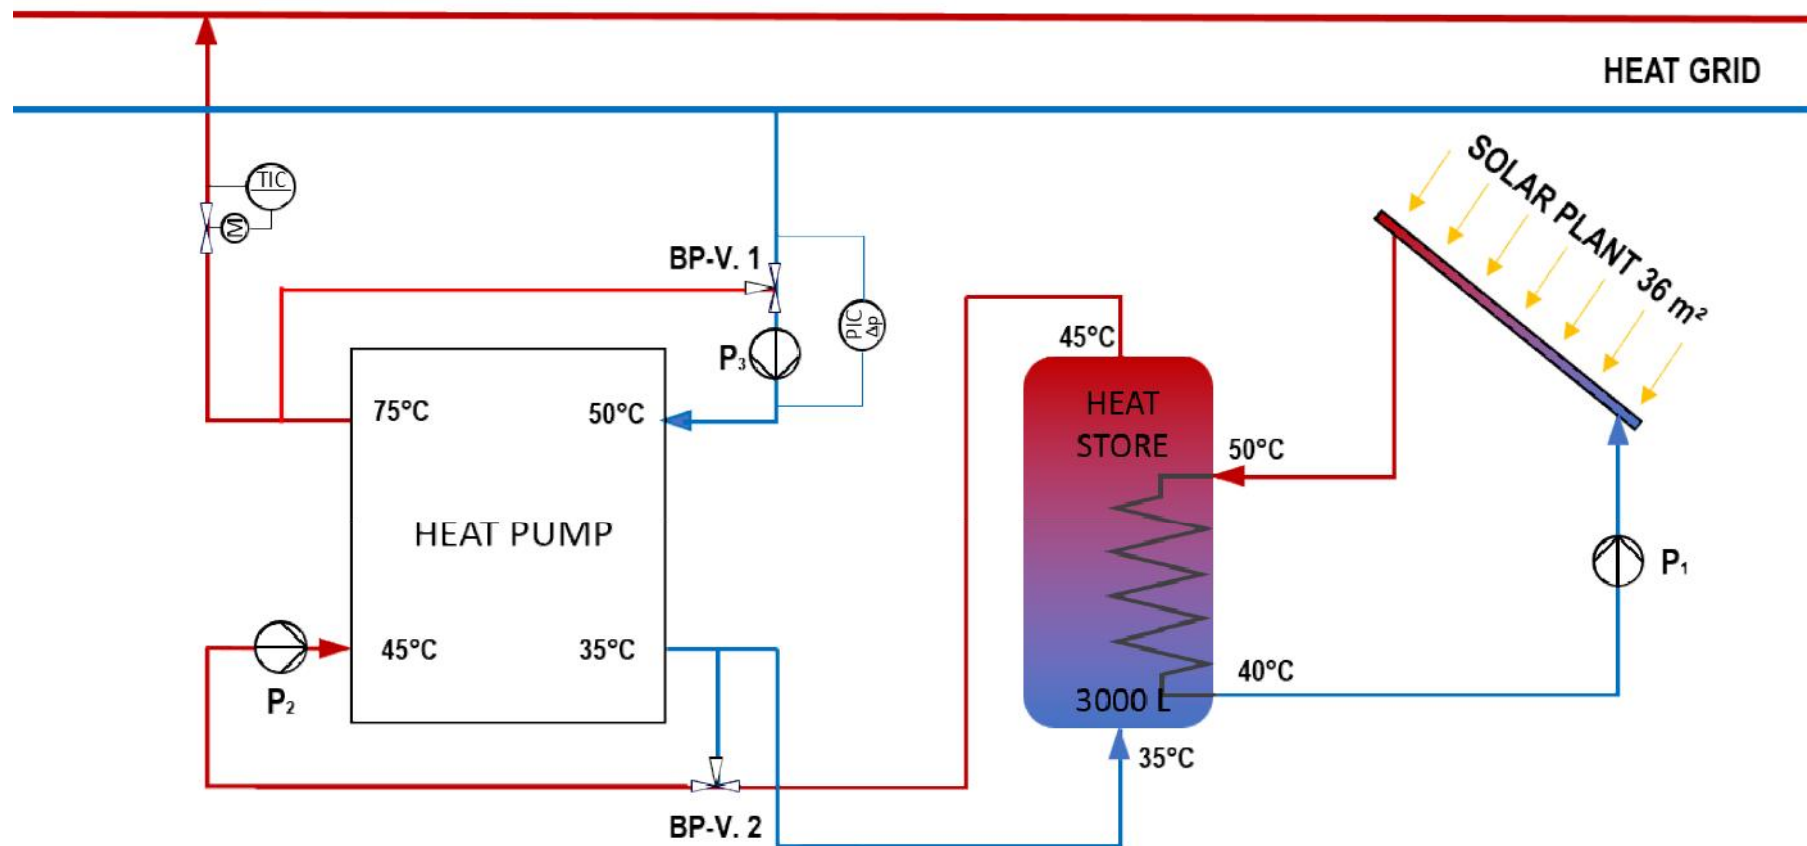 HEAT GRID
SOLAR PLANT 36 m²
TIC
M
BP-V. 1
PIC
Δp
P₃
45°C
75°C
50°C
HEAT
STORE
50°C
HEAT PUMP
P₁
45°C
35°C
40°C
P₂
3000 L
35°C
BP-V. 2